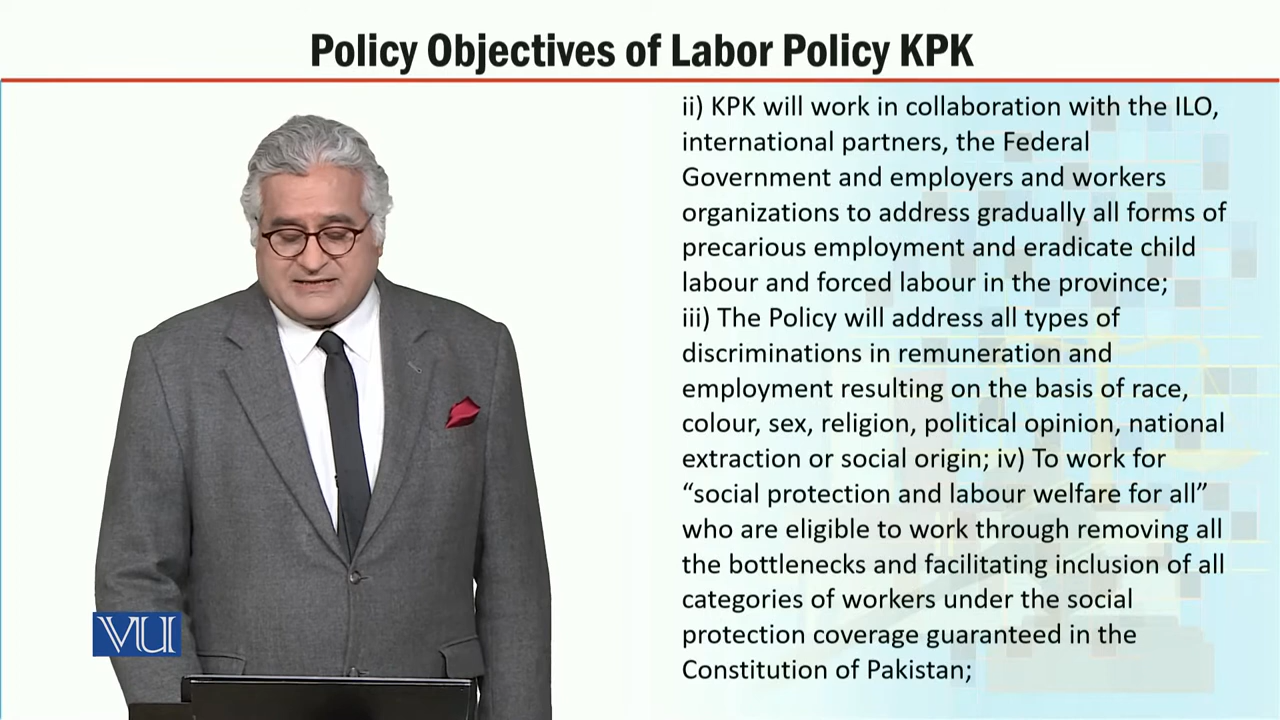 Policy Objectives of Labor Policy KPK
ii) KPK will work in collaboration with the ILO,
international partners, the Federal
Government and employers and workers
organizations to address gradually all forms of
precarious employment and eradicate child
labour and forced labour in the province;
iii) The Policy will address all types of
discriminations in remuneration and
employment resulting on the basis of race,
colour, sex, religion, political opinion, national
extraction or social origin; iv) To work for
“social protection and labour welfare for all”
who are eligible to work through removing all
the bottlenecks and facilitating inclusion of all
categories of workers under the social
protection coverage guaranteed in the
Constitution of Pakistan;
VU